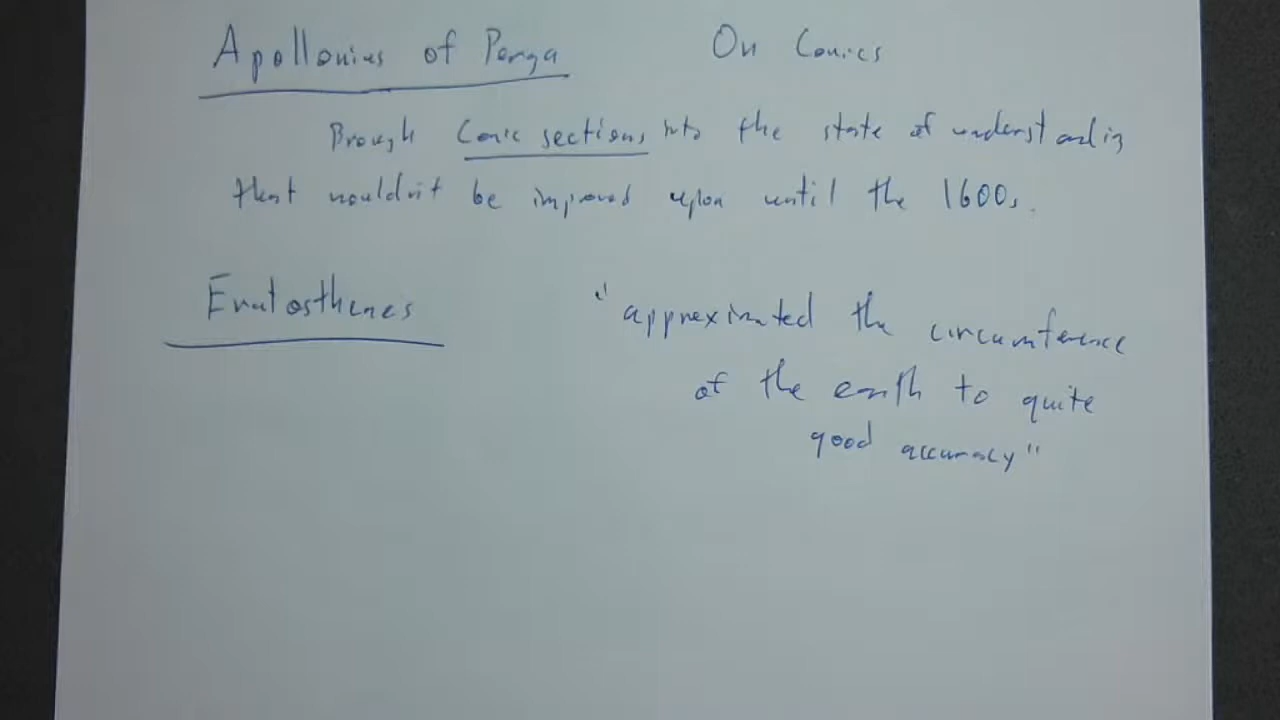 Apollonius of Perga On Conics
Brough Conic sections into the state of understanding
that wouldn't be improved upon until the 1600s.
Eratosthenes "approximated the circumference
of the earth to quite
good accuracy"